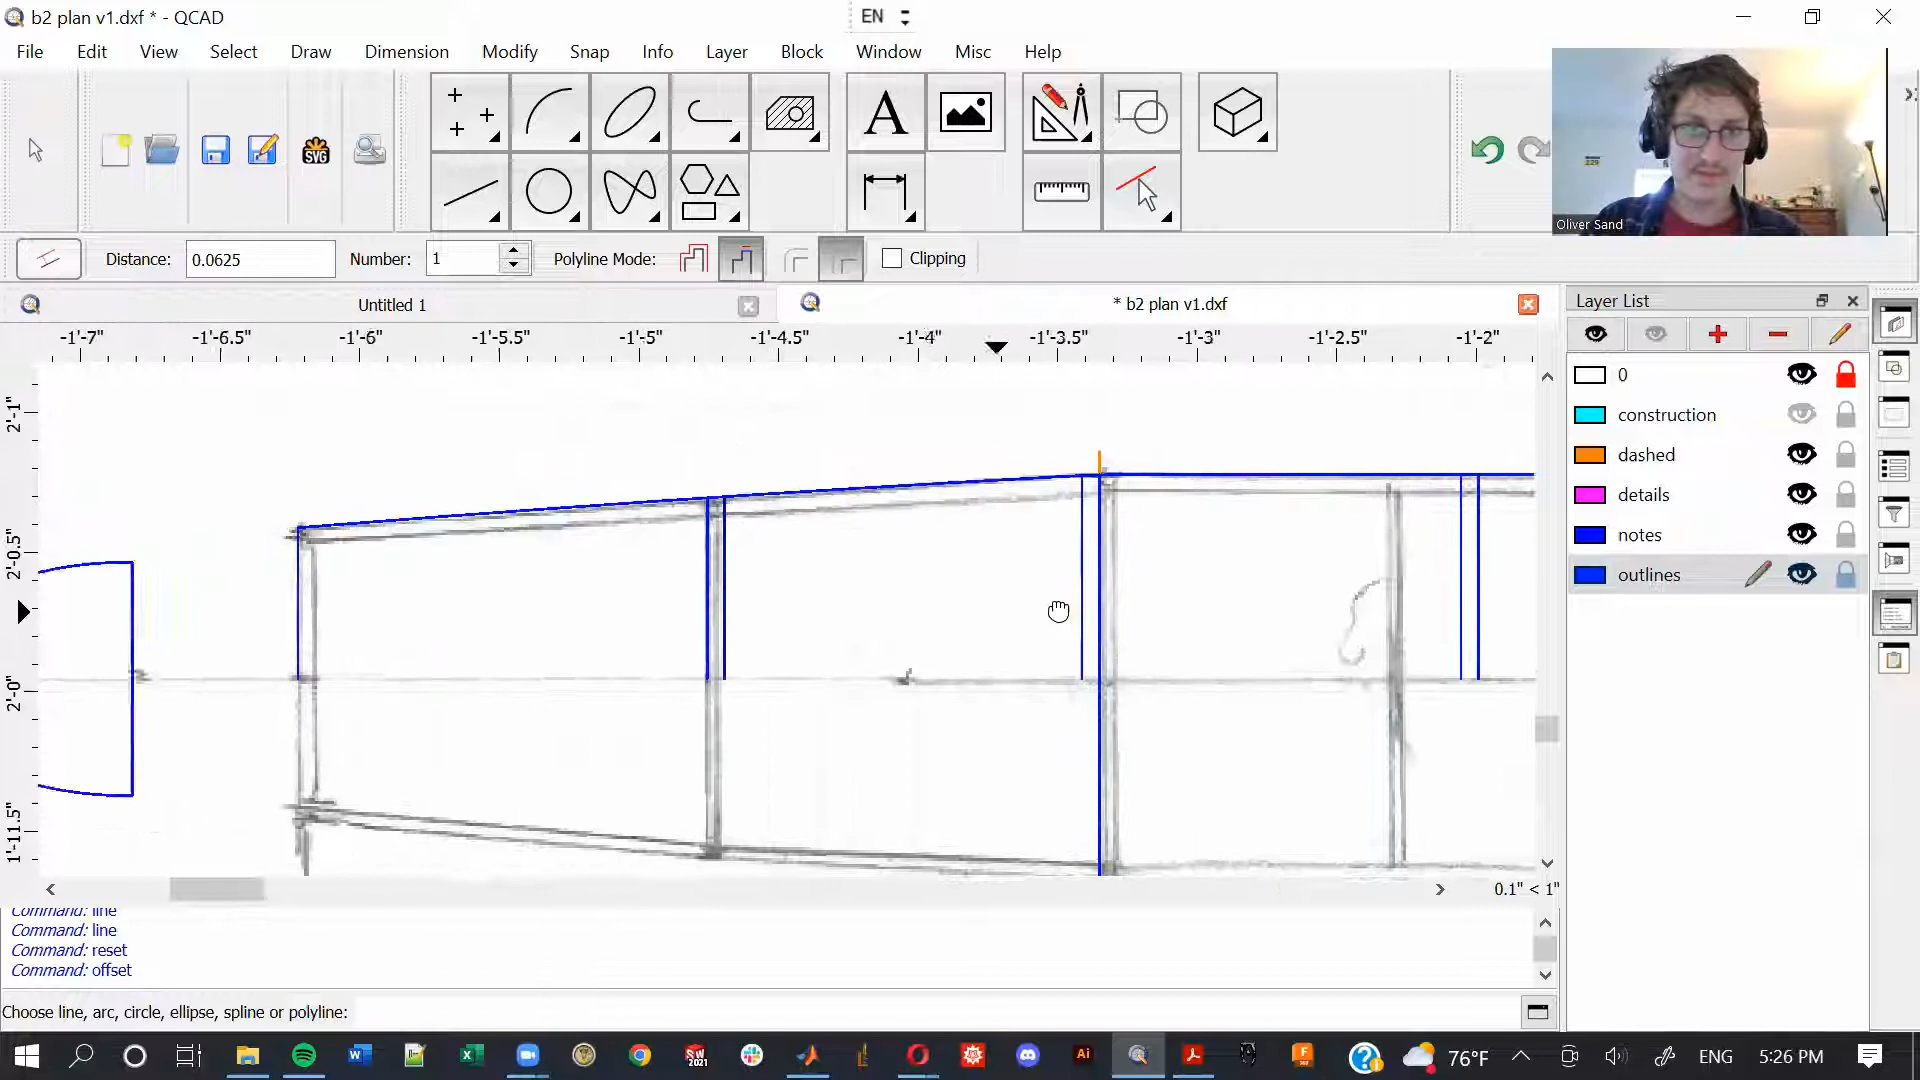 b2 plan v1.dxf * - QCAD
EN
File Edit View Select Draw Dimension Modify Snap Info Layer Block Window Misc Help
SVG
A
Oliver Sand
Distance: 0.0625 Number: 1 Polyline Mode: Clipping
Untitled 1
* b2 plan v1.dxf
Layer List
-1'-7" -1'-6.5" -1'-6" -1'-5.5" -1'-5" -1'-4.5" -1'-4" -1'-3.5" -1'-3" -1'-2.5" -1'-2"
2'-1"
2'-0.5"
2'-0"
1'-11.5"
0
construction
dashed
details
notes
outlines
0.1" < 1"
Command: line
Command: line
Command: reset
Command: offset
Choose line, arc, circle, ellipse, spline or polyline:
76°F
ENG
5:26 PM